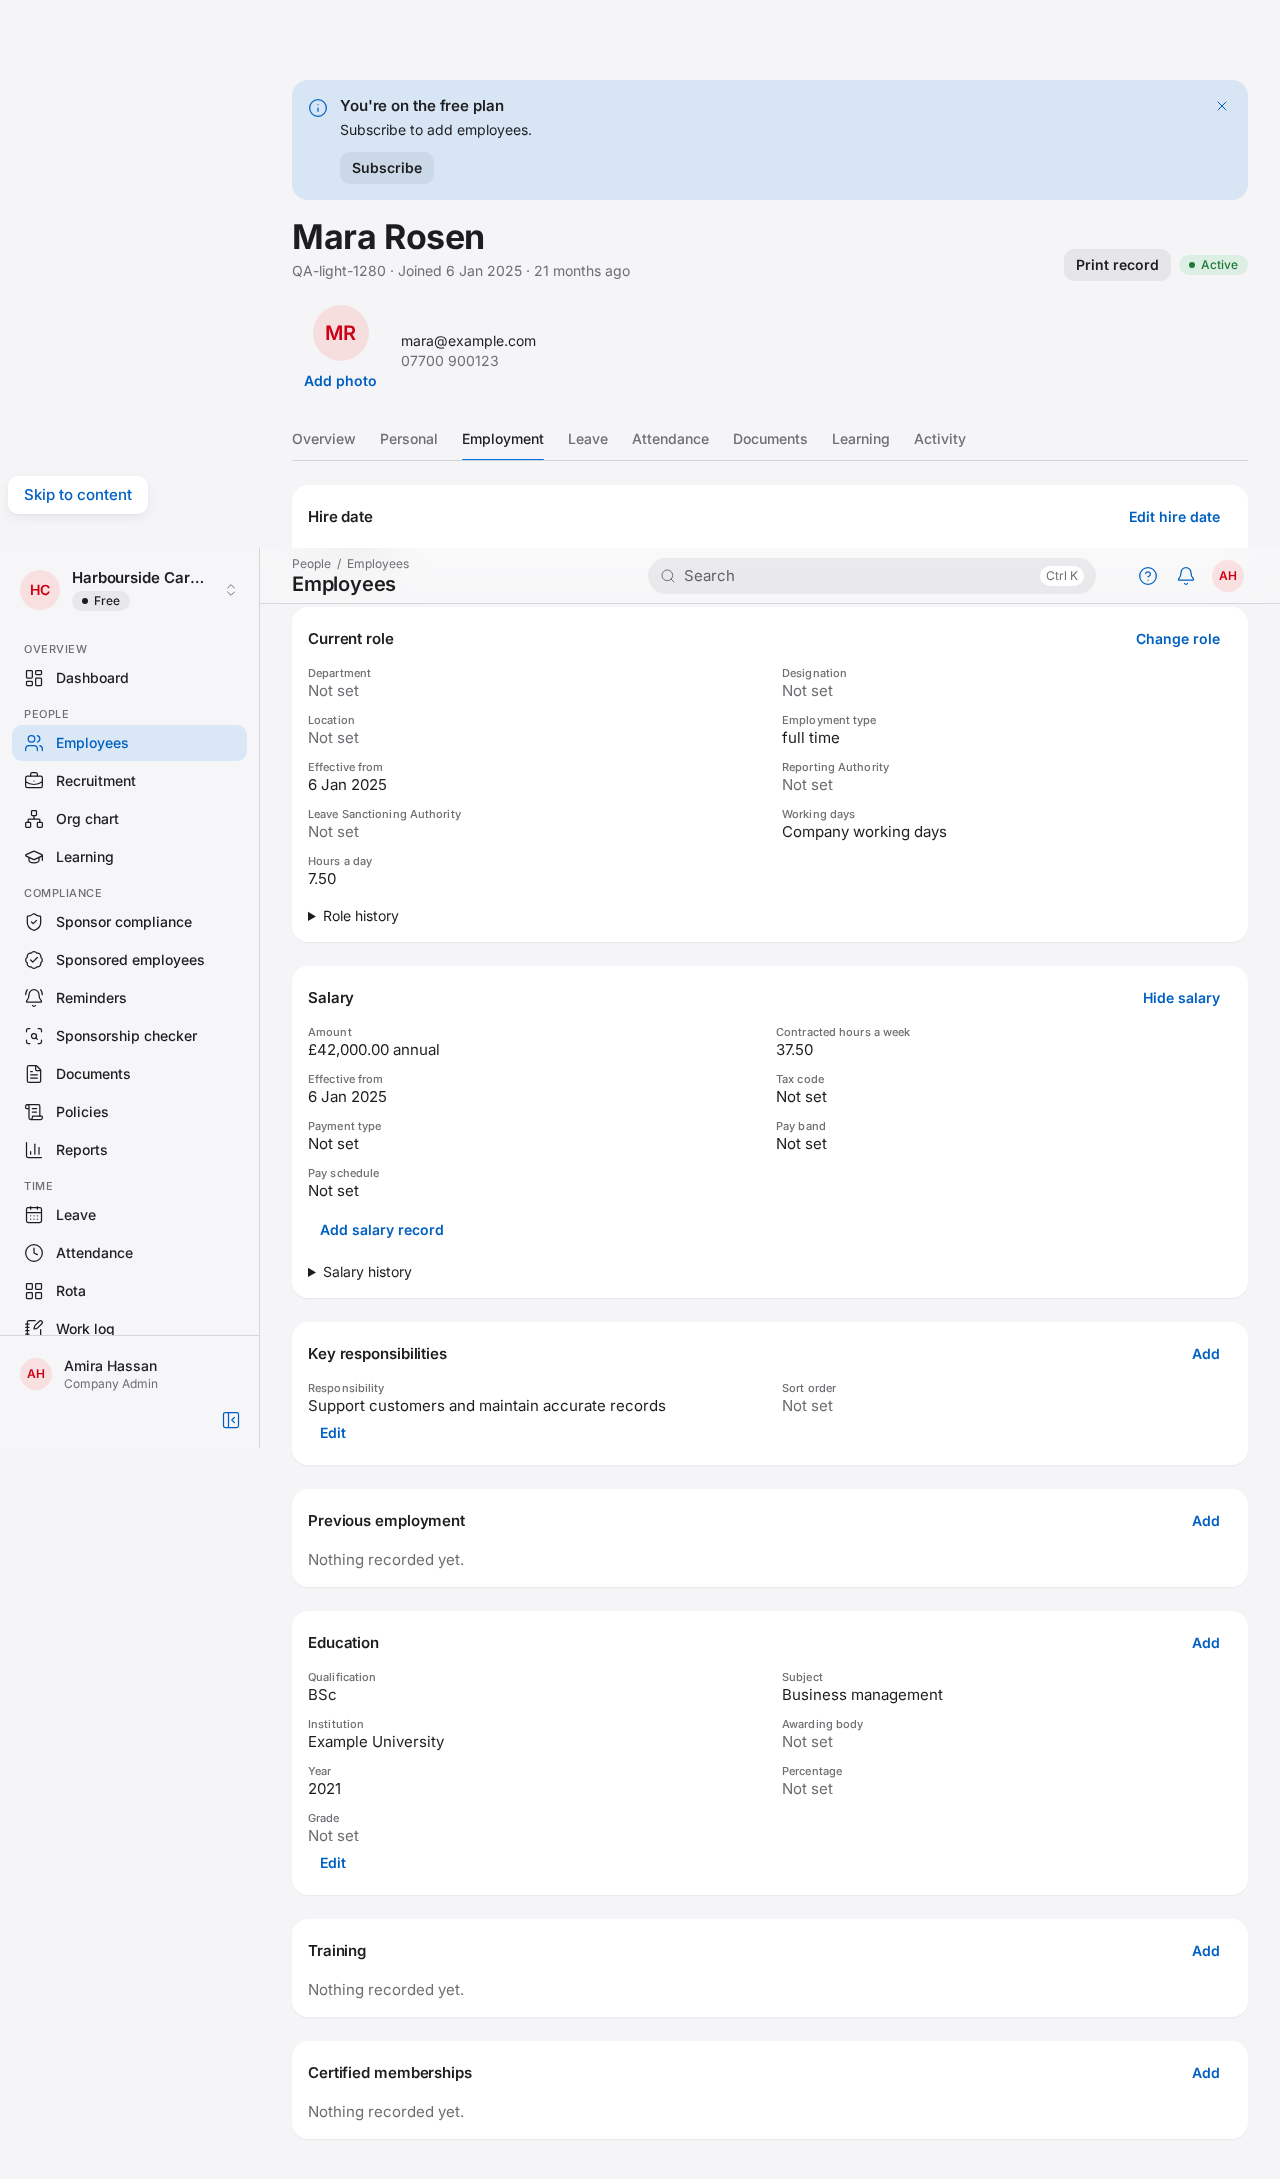 You're on the free plan
Subscribe to add employees.
Subscribe
Mara Rosen
QA-light-1280 · Joined 6 Jan 2025 · 21 months ago
Print record
Active
MR
Add photo
mara@example.com
07700 900123
Overview
Personal
Employment
Leave
Attendance
Documents
Learning
Activity
Skip to content
Hire date
Edit hire date
HC
Harbourside Car...
Free
People / Employees
Employees
Search
Ctrl K
AH
OVERVIEW
Dashboard
PEOPLE
Employees
Recruitment
Org chart
Learning
COMPLIANCE
Sponsor compliance
Sponsored employees
Reminders
Sponsorship checker
Documents
Policies
Reports
TIME
Leave
Attendance
Rota
Work log
AH
Amira Hassan
Company Admin
Current role
Change role
Department
Not set
Designation
Not set
Location
Not set
Employment type
full time
Effective from
6 Jan 2025
Reporting Authority
Not set
Leave Sanctioning Authority
Not set
Working days
Company working days
Hours a day
7.50
Role history
Salary
Hide salary
Amount
£42,000.00 annual
Contracted hours a week
37.50
Effective from
6 Jan 2025
Tax code
Not set
Payment type
Not set
Pay band
Not set
Pay schedule
Not set
Add salary record
Salary history
Key responsibilities
Add
Responsibility
Support customers and maintain accurate records
Sort order
Not set
Edit
Previous employment
Add
Nothing recorded yet.
Education
Add
Qualification
BSc
Subject
Business management
Institution
Example University
Awarding body
Not set
Year
2021
Percentage
Not set
Grade
Not set
Edit
Training
Add
Nothing recorded yet.
Certified memberships
Add
Nothing recorded yet.